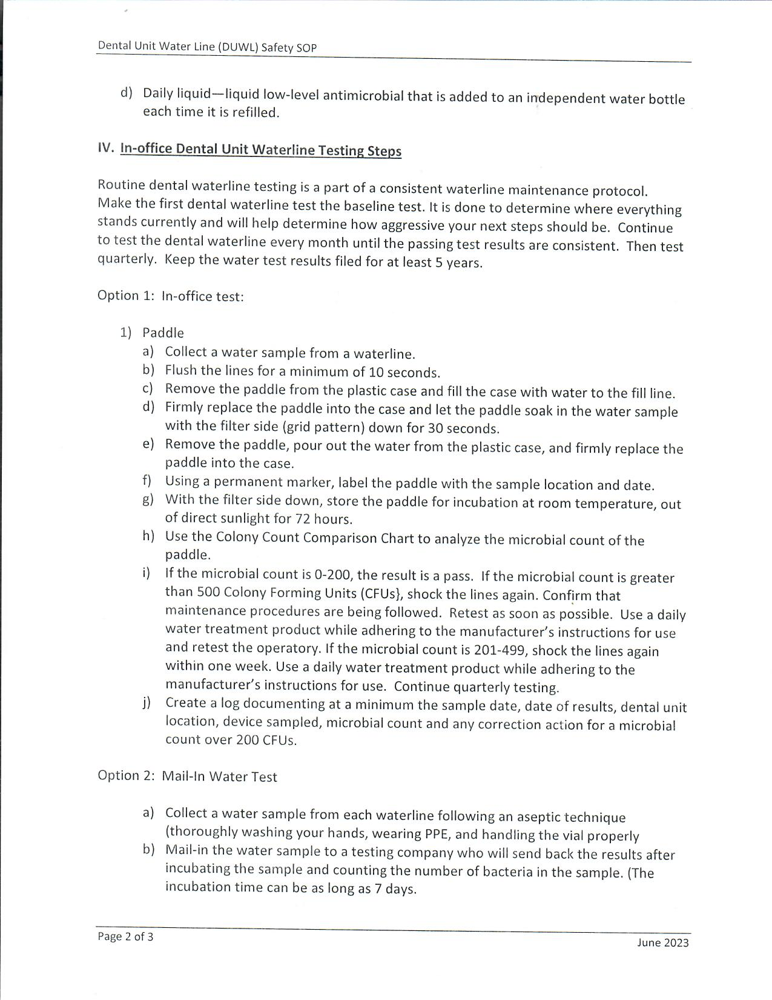 Dental Unit Water Line (DUWL) Safety SOP
d) Daily liquid—liquid low-level antimicrobial that is added to an independent water bottle
each time it is refilled.
IV. In-office Dental Unit Waterline Testing Steps
Routine dental waterline testing is a part of a consistent waterline maintenance protocol.
Make the first dental waterline test the baseline test. It is done to determine where everything
stands currently and will help determine how aggressive your next steps should be. Continue
to test the dental waterline every month until the passing test results are consistent. Then test
quarterly. Keep the water test results filed for at least 5 years.
Option 1: In-office test:
1) Paddle
a) Collect a water sample from a waterline.
b) Flush the lines for a minimum of 10 seconds.
c) Remove the paddle from the plastic case and fill the case with water to the fill line.
d) Firmly replace the paddle into the case and let the paddle soak in the water sample
with the filter side (grid pattern) down for 30 seconds.
e) Remove the paddle, pour out the water from the plastic case, and firmly replace the
paddle into the case.
f) Using a permanent marker, label the paddle with the sample location and date.
g) With the filter side down, store the paddle for incubation at room temperature, out
of direct sunlight for 72 hours.
h) Use the Colony Count Comparison Chart to analyze the microbial count of the
paddle.
i) If the microbial count is 0-200, the result is a pass. If the microbial count is greater
than 500 Colony Forming Units (CFUs}, shock the lines again. Confirm that
maintenance procedures are being followed. Retest as soon as possible. Use a daily
water treatment product while adhering to the manufacturer's instructions for use
and retest the operatory. If the microbial count is 201-499, shock the lines again
within one week. Use a daily water treatment product while adhering to the
manufacturer's instructions for use. Continue quarterly testing.
j) Create a log documenting at a minimum the sample date, date of results, dental unit
location, device sampled, microbial count and any correction action for a microbial
count over 200 CFUs.
Option 2: Mail-In Water Test
a) Collect a water sample from each waterline following an aseptic technique
(thoroughly washing your hands, wearing PPE, and handling the vial properly
b) Mail-in the water sample to a testing company who will send back the results after
incubating the sample and counting the number of bacteria in the sample. (The
incubation time can be as long as 7 days.
Page 2 of 3
June 2023